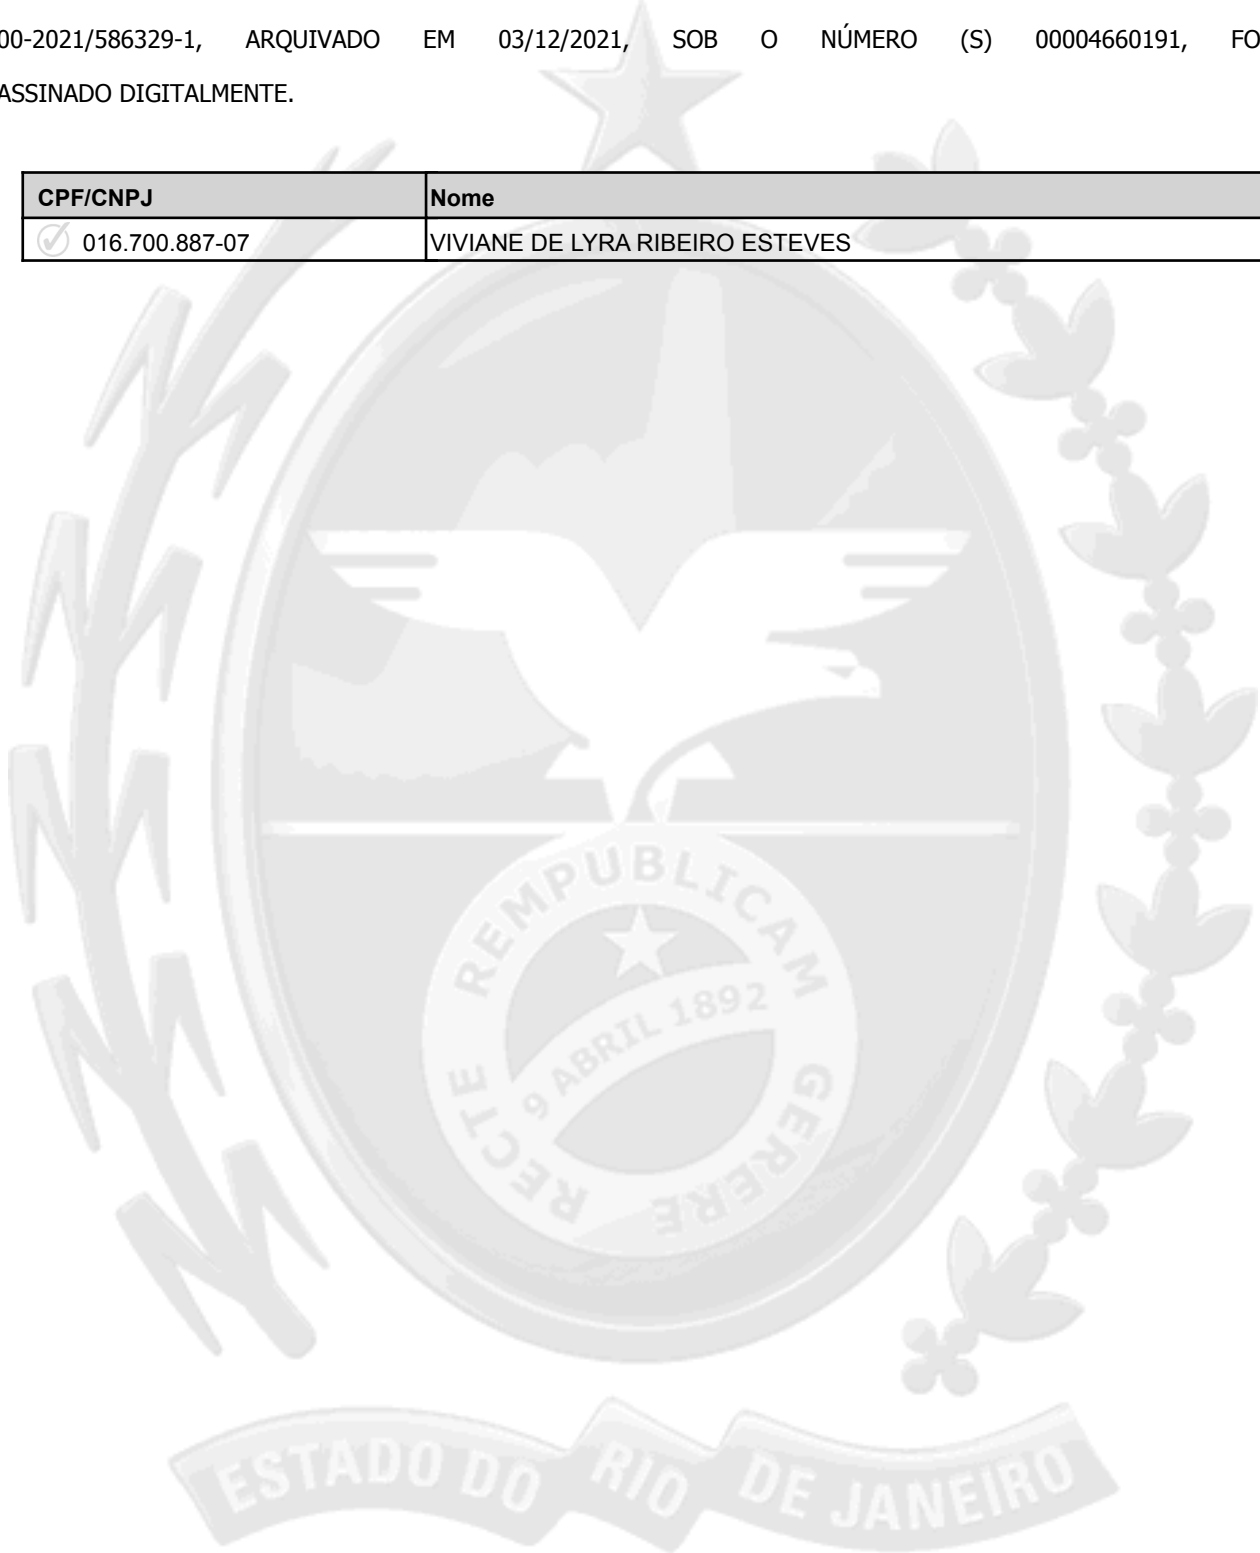 00-2021/586329-1, ARQUIVADO EM 03/12/2021, SOB O NÚMERO (S) 00004660191, FO
ASSINADO DIGITALMENTE.
CPF/CNPJ Nome
016.700.887-07 VIVIANE DE LYRA RIBEIRO ESTEVES
REMPUBLICAM
9 ABRIL 1892
RECTE GERERE
ESTADO DO RIO DE JANEIRO